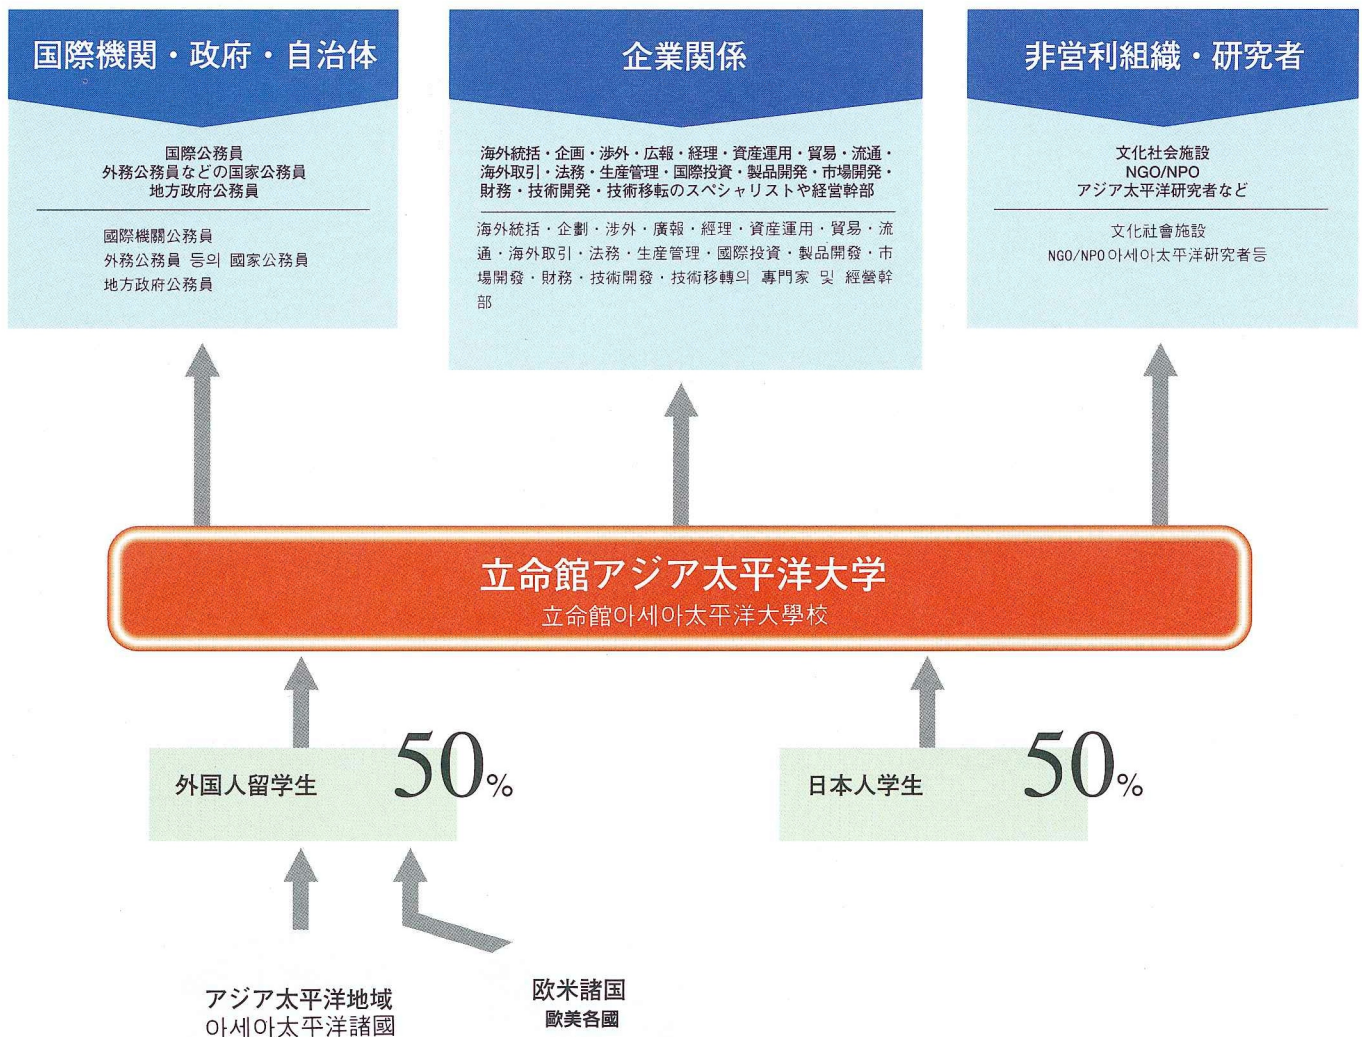 国際機関・政府・自治体
国際公務員
外務公務員などの国家公務員
地方政府公務員
國際機關公務員
外務公務員 등의 國家公務員
地方政府公務員
企業関係
海外統括・企画・渉外・広報・経理・資産運用・貿易・流通・
海外取引・法務・生産管理・国際投資・製品開発・市場開発・
財務・技術開発・技術移転のスペシャリストや経営幹部
海外統括・企劃・涉外・廣報・經理・資産運用・貿易・流
通・海外取引・法務・生産管理・國際投資・製品開發・市
場開發・財務・技術開發・技術移轉의 專門家 및 經營幹
部
非営利組織・研究者
文化社会施設
NGO/NPO
アジア太平洋研究者など
文化社會施設
NGO/NPO아세아太平洋研究者등
立命館アジア太平洋大学
立命館아세아太平洋大學校
外国人留学生 50%
日本人学生 50%
アジア太平洋地域
아세아太平洋諸國
欧米諸国
歐美各國